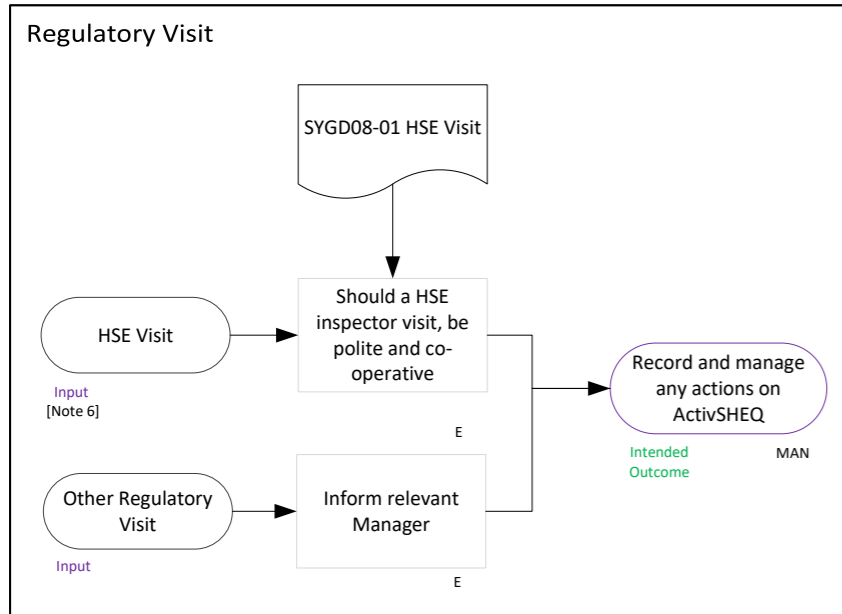 Regulatory Visit
SYGD08-01 HSE Visit
HSE Visit
Input
[Note 6]
Should a HSE
inspector visit, be
polite and co-
operative
E
Record and manage
any actions on
ActivSHEQ
Intended
Outcome
MAN
Other Regulatory
Visit
Input
Inform relevant
Manager
E